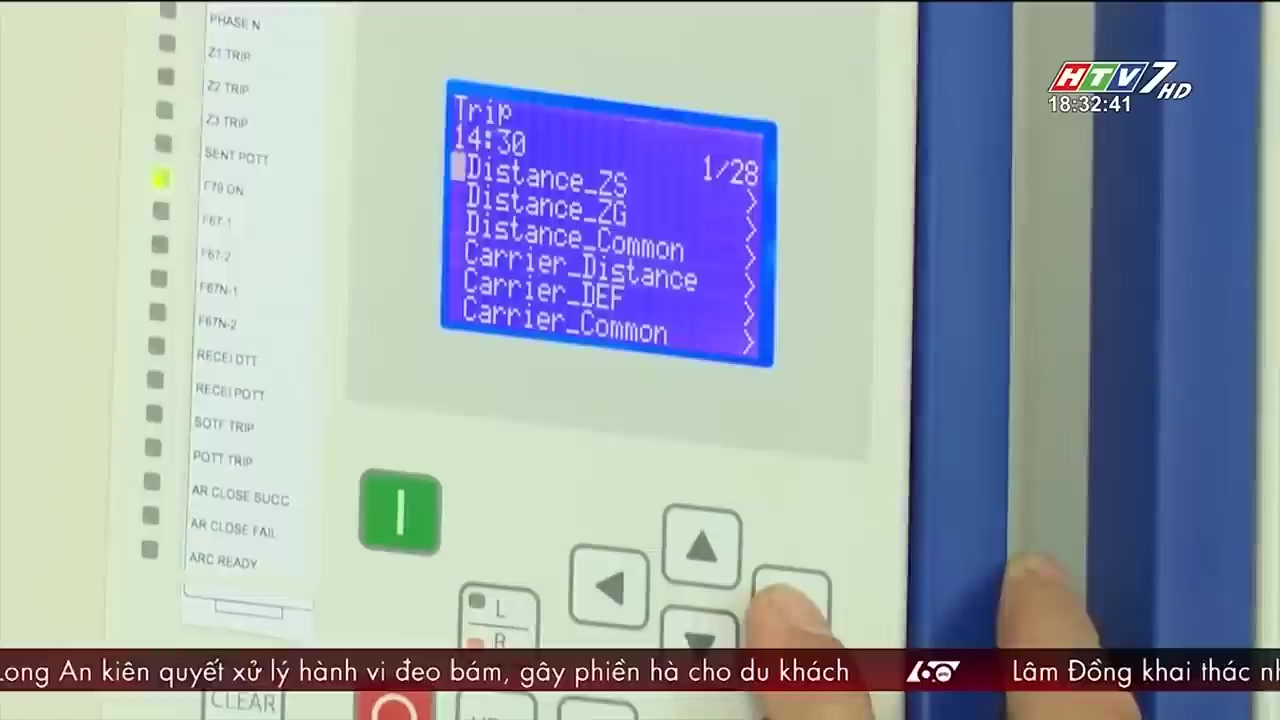 PHASE N
Z1 TRIP
Z2 TRIP
Z3 TRIP
SENT POTT
F79 ON
F67-1
F67-2
F67N-1
F67N-2
RECEI DTT
RECEI POTT
SOTF TRIP
POTT TRIP
AR CLOSE SUCC
AR CLOSE FAIL
ARC READY
Trip
14:30 1/28
Distance_ZS
Distance_ZG
Distance_Common
Carrier_Distance
Carrier_DEF
Carrier_Common
HTV7 HD
18:32:41
L
R
Long An kiên quyết xử lý hành vi đeo bám, gây phiền hà cho du khách 60 Lâm Đồng khai thác
CLEAR